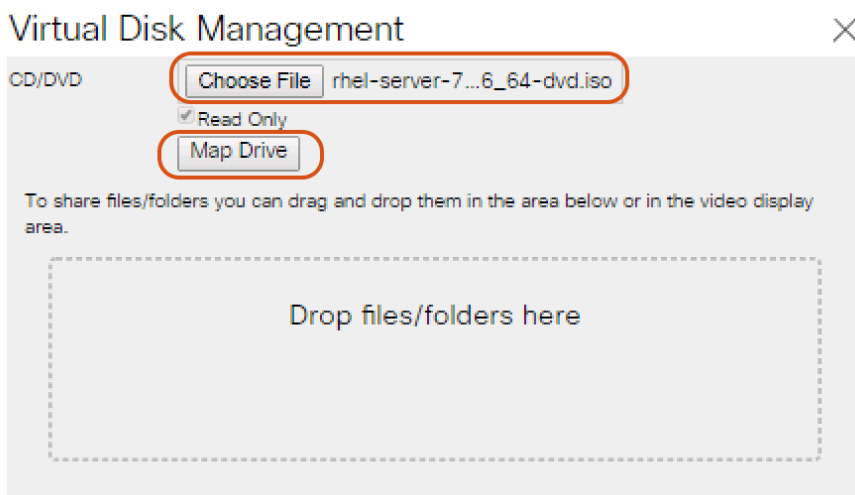 Virtual Disk Management
CD/DVD Choose File rhel-server-7...6_64-dvd.iso
Read Only
Map Drive
To share files/folders you can drag and drop them in the area below or in the video display
area.
Drop files/folders here